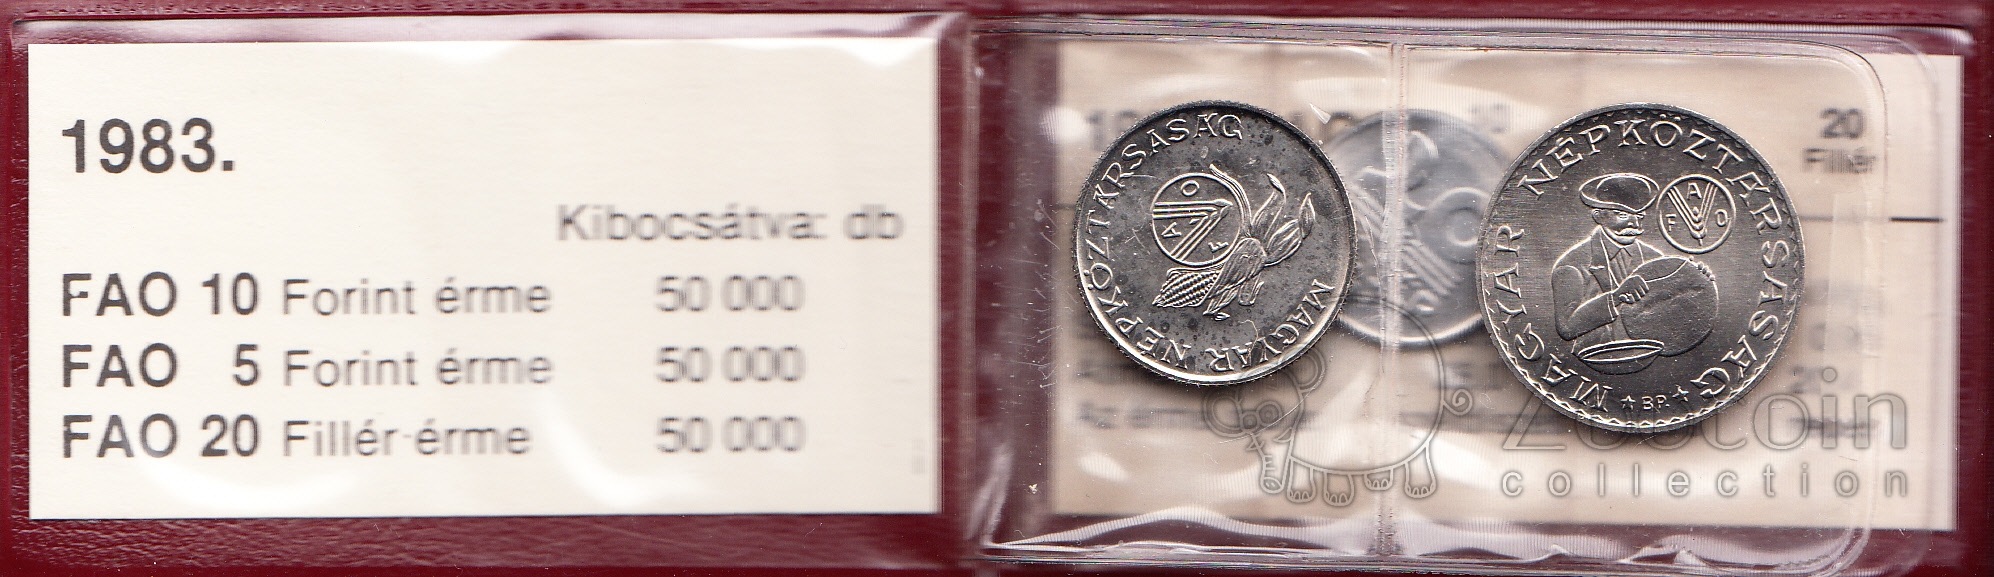 1983.
Kibocsátva: db
FAO 10 Forint érme 50 000
FAO 5 Forint érme 50 000
FAO 20 Fillér-érme 50 000
MAGYAR NÉPKÖZTÁRSASÁG
FAO
MAGYAR NÉPKÖZTÁRSASÁG
FAO
BP.
20
Fillér
Zoocoin
collection